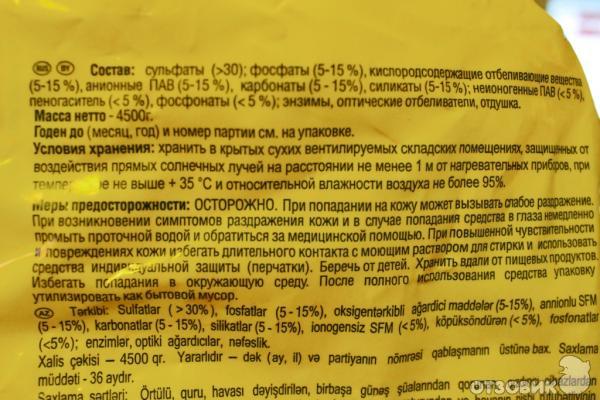 RUS BY Состав: сульфаты (>30); фосфаты (5-15 %), кислородсодержащие отбеливающие вещества
(5-15 %), анионные ПАВ (5-15 %), карбонаты (5 - 15%), силикаты (5-15 %); неионогенные ПАВ (< 5 %),
пеногаситель (< 5 %), фосфонаты (< 5 %); энзимы, оптические отбеливатели, отдушка.
Масса нетто - 4500г.
Годен до (месяц, год) и номер партии см. на упаковке.
Условия хранения: хранить в крытых сухих вентилируемых складских помещениях, защищенных от
воздействия прямых солнечных лучей на расстоянии не менее 1 м от нагревательных приборов, при
не выше + 35 °С и относительной влажности воздуха не более 95%.
Меры предосторожности: ОСТОРОЖНО. При попадании на кожу может вызывать слабое раздражение.
При возникновении симптомов раздражения кожи и в случае попадания средства в глаза немедленно
промыть проточной водой и обратиться за медицинской помощью. При повышенной чувствительности
и повреждениях кожи избегать длительного контакта с моющим раствором для стирки и использовать
средства индивидуальной защиты (перчатки). Беречь от детей. Хранить вдали от пищевых продуктов.
Избегать попадания в окружающую среду. После полного использования средства упаковку
утилизировать как бытовой мусор.
AZ Tərkibi: Sulfatlar ( > 30%), fosfatlar (5 - 15%), oksigentərkibli ağardici maddələr (5-15%), annionlu SFM
(5 - 15%), karbonatlar (5 - 15%), silikatlar (5 - 15%), ionogensiz SFM (< 5%), köpüksöndürən (< 5%), fosfonatlar
(<5%); enzimlər, optiki ağardıcılar, nəfəslik.
Xalis çəkisi – 4500 qr. Yararlıdır – dək (ay, il) və partiyanın nömrəsi qablaşmanın üstünə bax. Saxlama
müddəti - 36 aydır.
Saxlama şərtləri: Örtülü, quru, havası dəyişdirilən, birbaşa günəş şüalarından
ОТЗОВИК